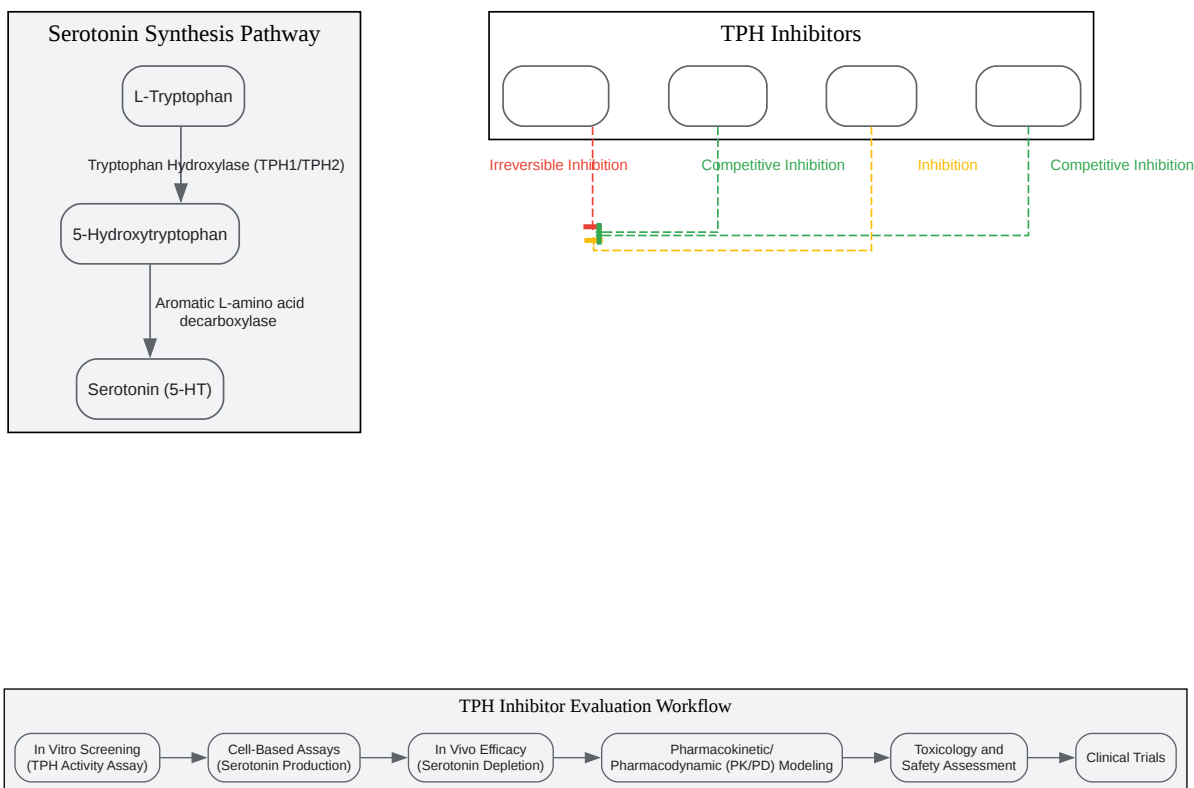 Serotonin Synthesis Pathway
L-Tryptophan
Tryptophan Hydroxylase (TPH1/TPH2)
5-Hydroxytryptophan
Aromatic L-amino acid
decarboxylase
Serotonin (5-HT)
TPH Inhibitors
Irreversible Inhibition
Competitive Inhibition
Inhibition
Competitive Inhibition
TPH Inhibitor Evaluation Workflow
In Vitro Screening
(TPH Activity Assay)
Cell-Based Assays
(Serotonin Production)
In Vivo Efficacy
(Serotonin Depletion)
Pharmacokinetic/
Pharmacodynamic (PK/PD) Modeling
Toxicology and
Safety Assessment
Clinical Trials